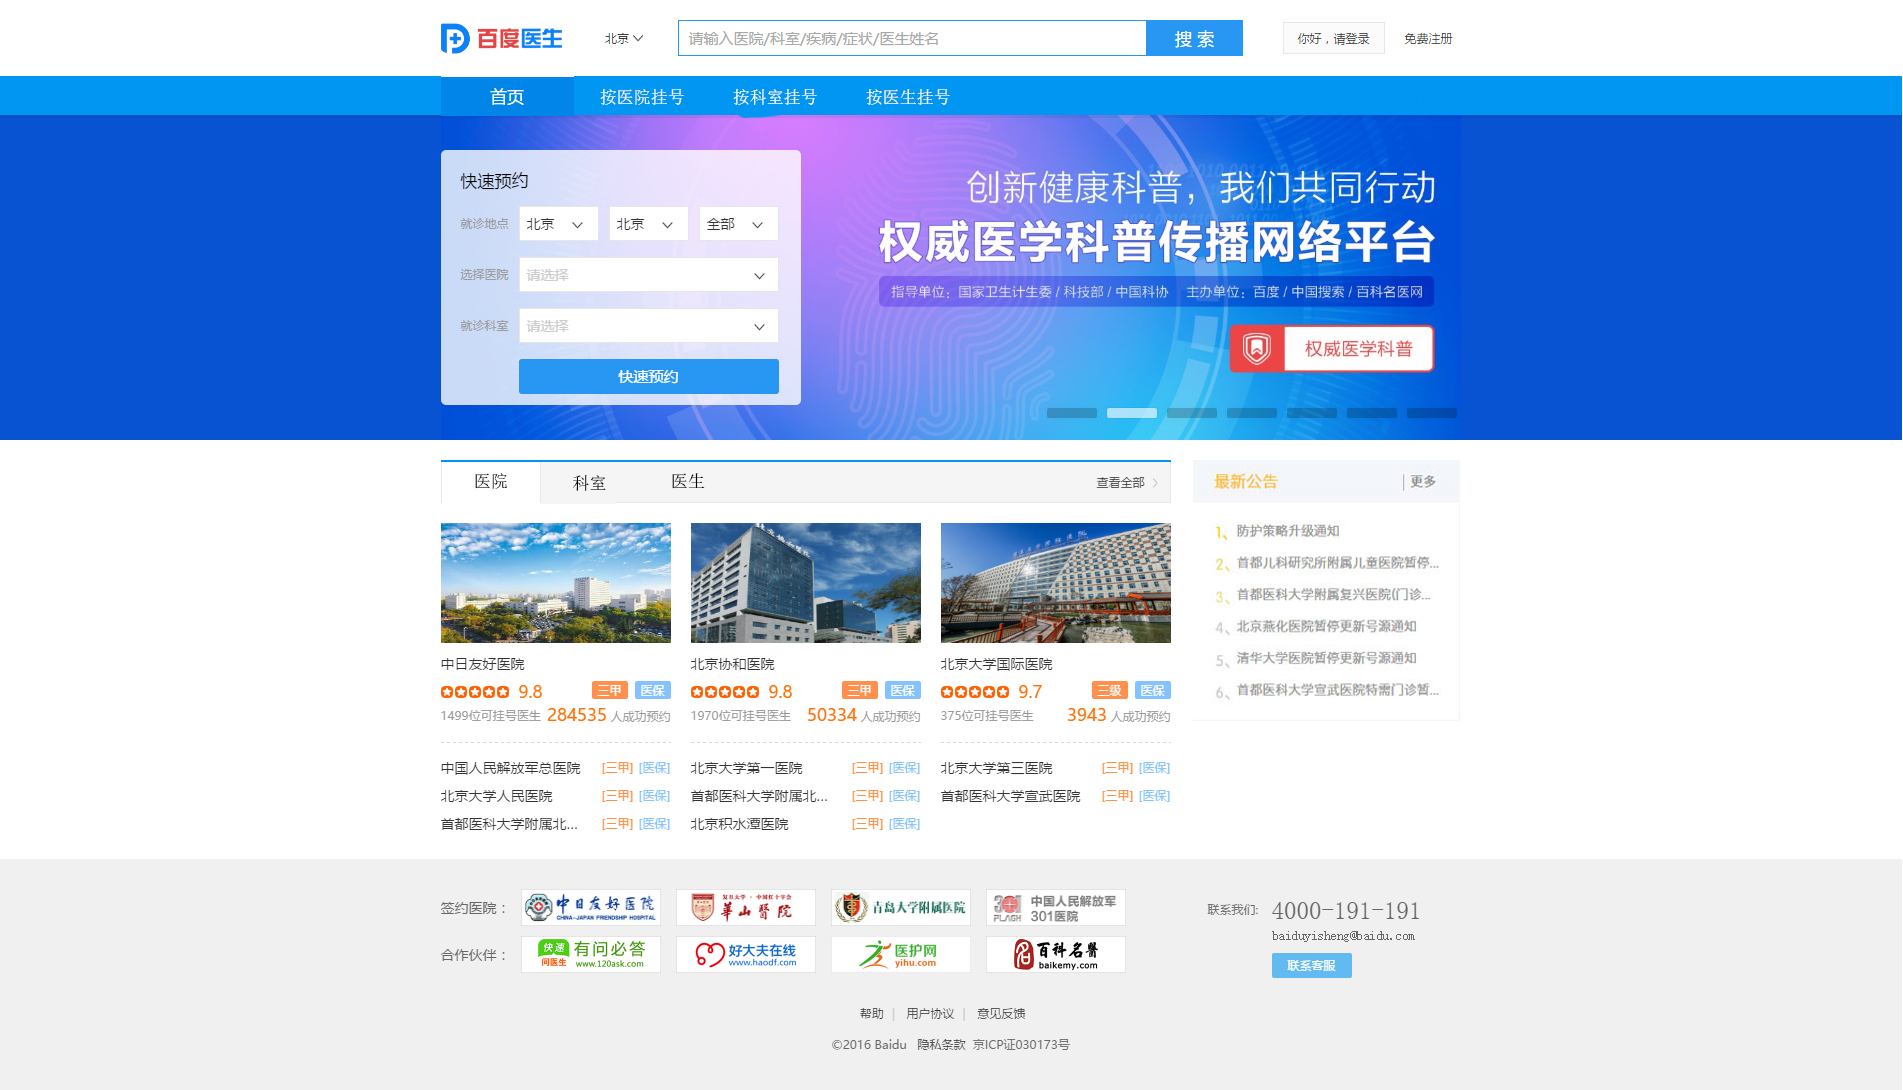 百度医生
北京
请输入医院/科室/疾病/症状/医生姓名
搜 索
你好，请登录
免费注册
首页
按医院挂号
按科室挂号
按医生挂号
快速预约
就诊地点
北京
北京
全部
选择医院
请选择
就诊科室
请选择
快速预约
创新健康科普，我们共同行动
权威医学科普传播网络平台
指导单位：国家卫生计生委 / 科技部 / 中国科协 主办单位：百度 / 中国搜索 / 百科名医网
权威医学科普
医院
科室
医生
查看全部
中日友好医院
9.8
三甲
医保
1499位可挂号医生
284535 人成功预约
北京协和医院
9.8
三甲
医保
1970位可挂号医生
50334 人成功预约
北京大学国际医院
9.7
三级
医保
375位可挂号医生
3943 人成功预约
中国人民解放军总医院 [三甲] [医保]
北京大学第一医院 [三甲] [医保]
北京大学第三医院 [三甲] [医保]
北京大学人民医院 [三甲] [医保]
首都医科大学附属北... [三甲] [医保]
首都医科大学宣武医院 [三甲] [医保]
首都医科大学附属北... [三甲] [医保]
北京积水潭医院 [三甲] [医保]
最新公告
更多
1、防护策略升级通知
2、首都儿科研究所附属儿童医院暂停...
3、首都医科大学附属复兴医院(门诊...
4、北京燕化医院暂停更新号源通知
5、清华大学医院暂停更新号源通知
6、首都医科大学宣武医院特需门诊暂...
签约医院：
中日友好医院
CHINA-JAPAN FRIENDSHIP HOSPITAL
复旦大学·中国红十字会
華山醫院
青岛大学附属医院
301
PLAGH
中国人民解放军
301医院
合作伙伴：
快速
问医生
有问必答
www.120ask.com
好大夫在线
www.haodf.com
医护网
yihu.com
百科名醫
baikemy.com
联系我们:
4000-191-191
baiduyisheng@baidu.com
联系客服
帮助
用户协议
意见反馈
©2016 Baidu 隐私条款 京ICP证030173号